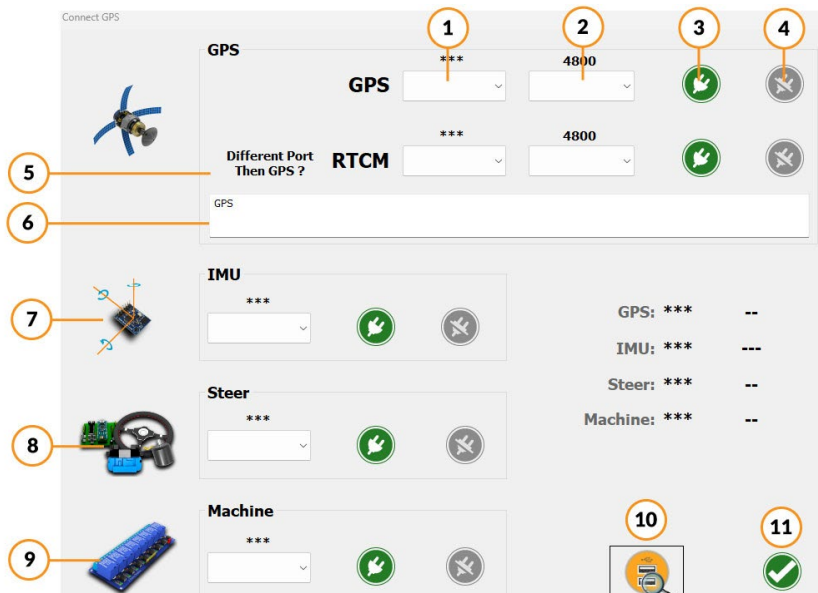 Connect GPS
1
2
3
4
GPS
*** 4800
GPS
*** 4800
5
Different Port
Then GPS ?
RTCM
6
GPS
IMU
***
7
GPS: *** --
IMU: *** ---
Steer: *** --
Machine: *** --
Steer
***
8
Machine
***
9
10
11